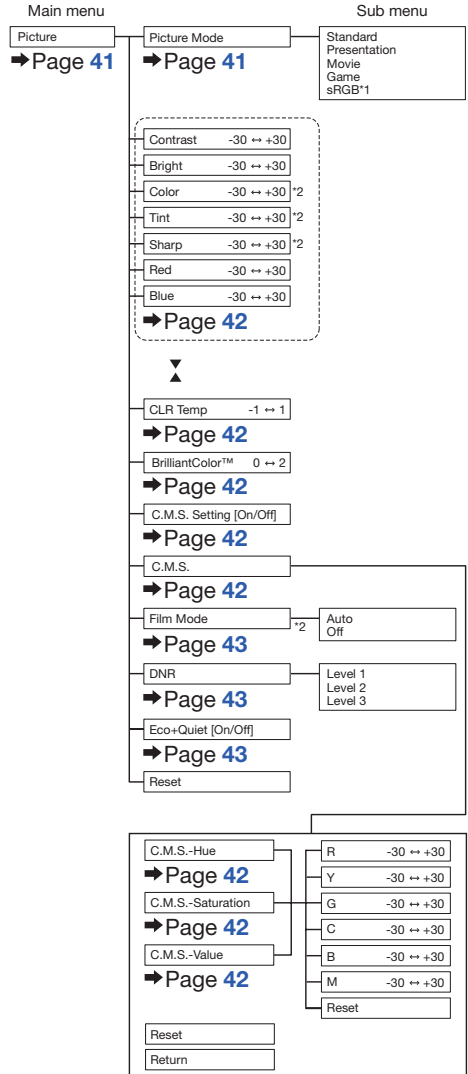 Main menu
Sub menu
Picture
➡Page 41
Picture Mode
➡Page 41
Standard
Presentation
Movie
Game
sRGB*1
Contrast -30 ↔ +30
Bright -30 ↔ +30
Color -30 ↔ +30 *2
Tint -30 ↔ +30 *2
Sharp -30 ↔ +30 *2
Red -30 ↔ +30
Blue -30 ↔ +30
➡Page 42
CLR Temp -1 ↔ 1
➡Page 42
BrilliantColor™ 0 ↔ 2
➡Page 42
C.M.S. Setting [On/Off]
➡Page 42
C.M.S.
➡Page 42
Film Mode *2
➡Page 43
Auto
Off
DNR
➡Page 43
Level 1
Level 2
Level 3
Eco+Quiet [On/Off]
➡Page 43
Reset
C.M.S.-Hue
➡Page 42
C.M.S.-Saturation
➡Page 42
C.M.S.-Value
➡Page 42
R -30 ↔ +30
Y -30 ↔ +30
G -30 ↔ +30
C -30 ↔ +30
B -30 ↔ +30
M -30 ↔ +30
Reset
Reset
Return